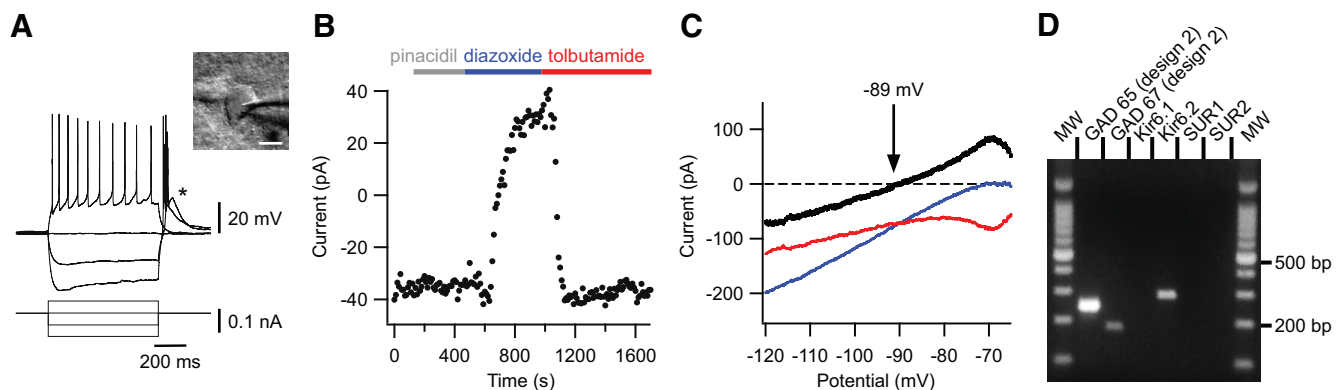 A
*
20 mV
0.1 nA
200 ms
B
pinacidil diazoxide tolbutamide
Current (pA)
40
20
0
-20
-40
0 400 800 1200 1600
Time (s)
C
-89 mV
Current (pA)
100
0
-100
-200
-120 -110 -100 -90 -80 -70
Potential (mV)
D
MW
GAD 65 (design 2)
GAD 67 (design 2)
Kir6.1
Kir6.2
SUR1
SUR2
MW
500 bp
200 bp